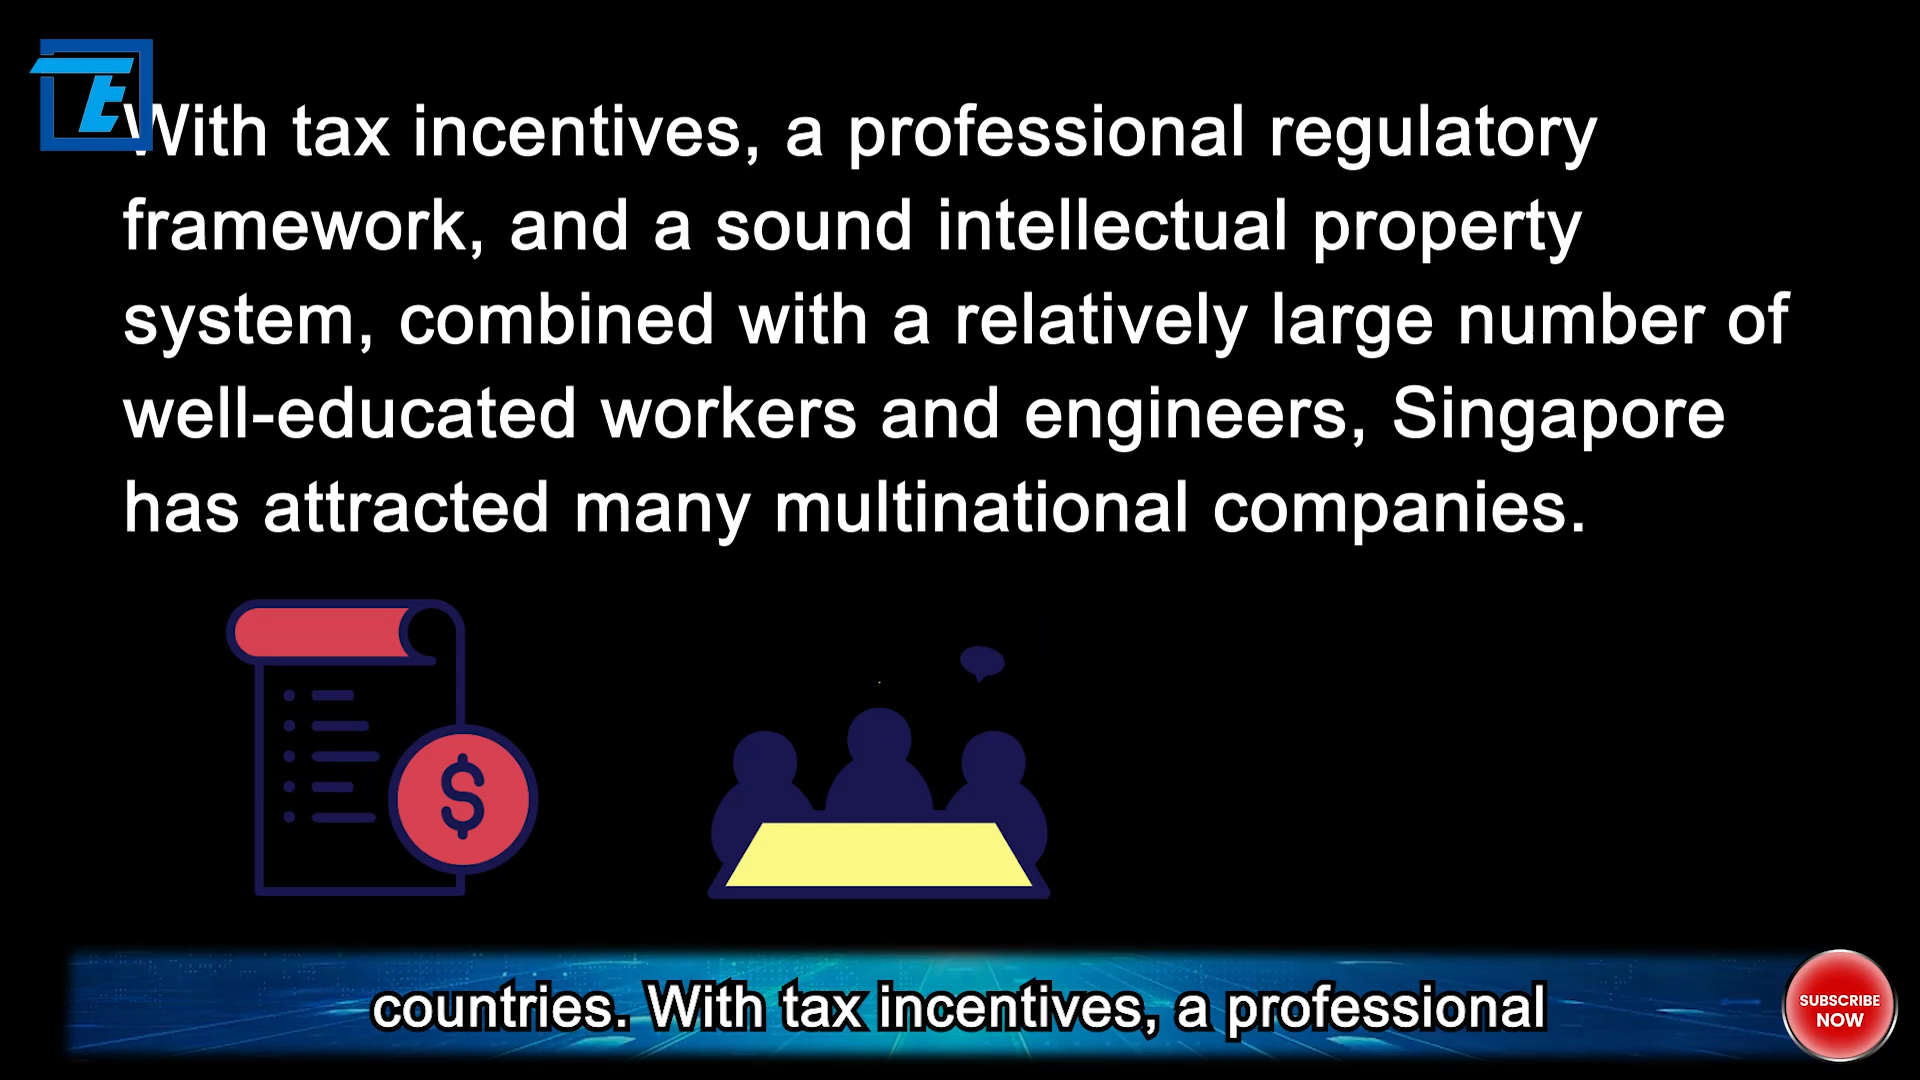 TE
With tax incentives, a professional regulatory
framework, and a sound intellectual property
system, combined with a relatively large number of
well-educated workers and engineers, Singapore
has attracted many multinational companies.
$
countries. With tax incentives, a professional
SUBSCRIBE
NOW